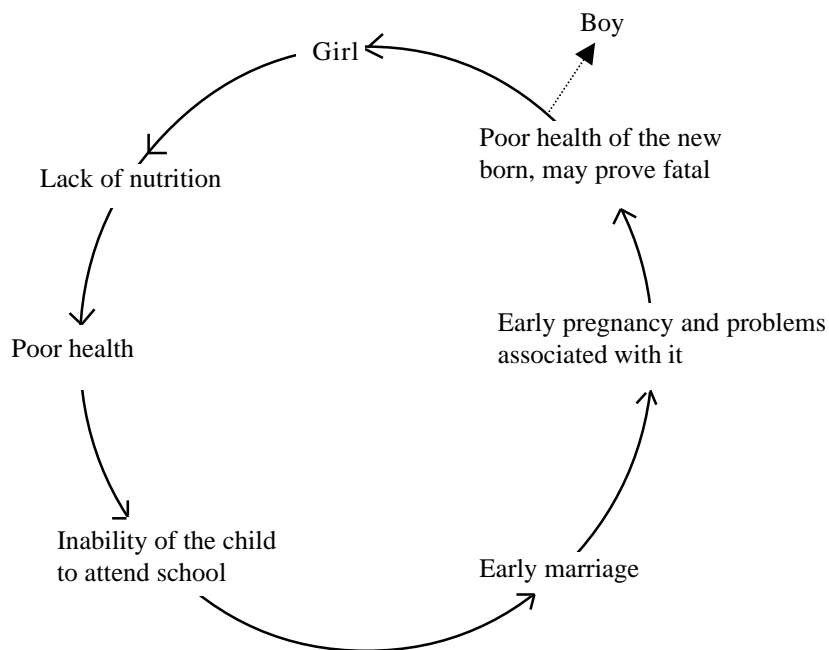 Boy
Girl
Poor health of the new
born, may prove fatal
Lack of nutrition
Early pregnancy and problems
associated with it
Poor health
Inability of the child
to attend school
Early marriage